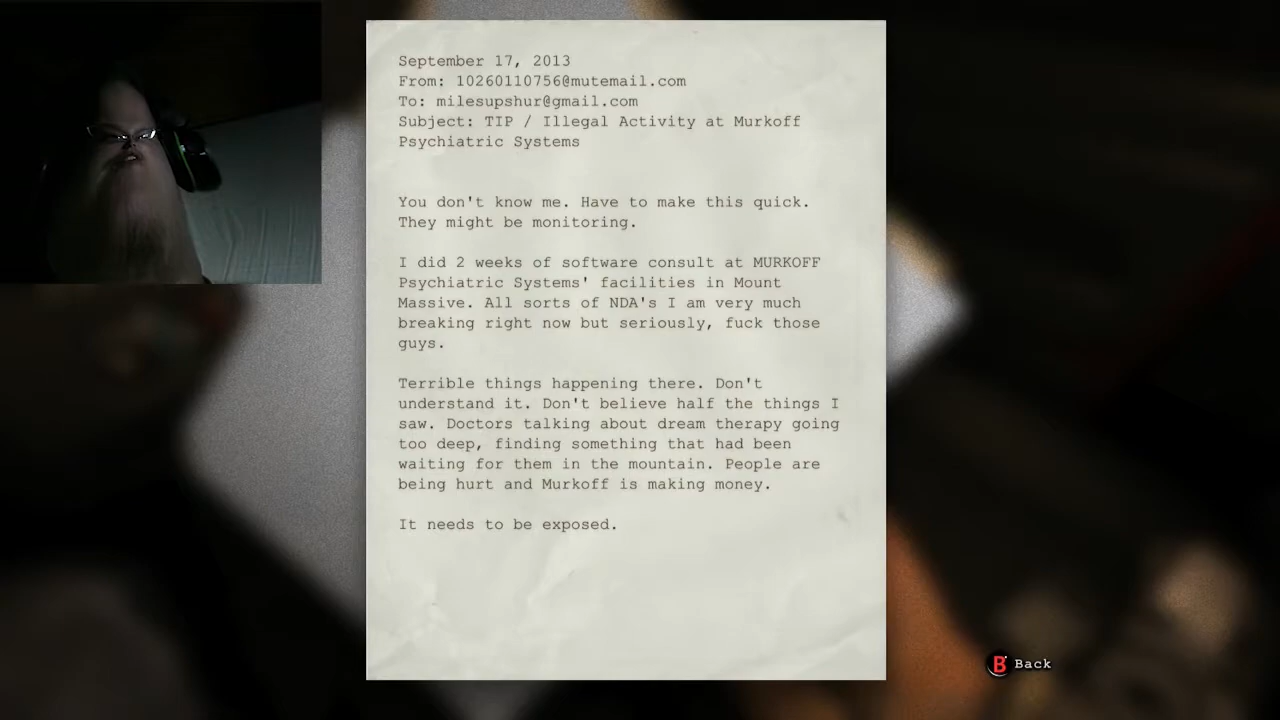 September 17, 2013
From: 10260110756@mutemail.com
To: milesupshur@gmail.com
Subject: TIP / Illegal Activity at Murkoff
Psychiatric Systems
You don't know me. Have to make this quick.
They might be monitoring.
I did 2 weeks of software consult at MURKOFF
Psychiatric Systems' facilities in Mount
Massive. All sorts of NDA's I am very much
breaking right now but seriously, fuck those
guys.
Terrible things happening there. Don't
understand it. Don't believe half the things I
saw. Doctors talking about dream therapy going
too deep, finding something that had been
waiting for them in the mountain. People are
being hurt and Murkoff is making money.
It needs to be exposed.
B Back